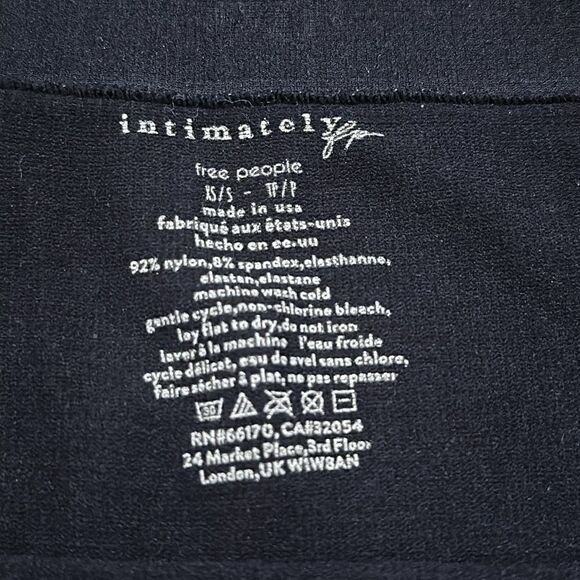 intimately fp
free people
XS/S - TP/P
made in usa
fabriqué aux états-unis
hecho en ee.uu
92% nylon,8% spandex,elasthanne,
elastan,elastane
machine wash cold
gentle cycle,non-chlorine bleach,
lay flat to dry,do not iron
laver à la machine l'eau froide
cycle délicat, eau de avel sans chlore,
faire sécher à plat, ne pas repasser
30
RN#66170, CA#32054
24 Market Place,3rd Floor
London,UK W1W8AN